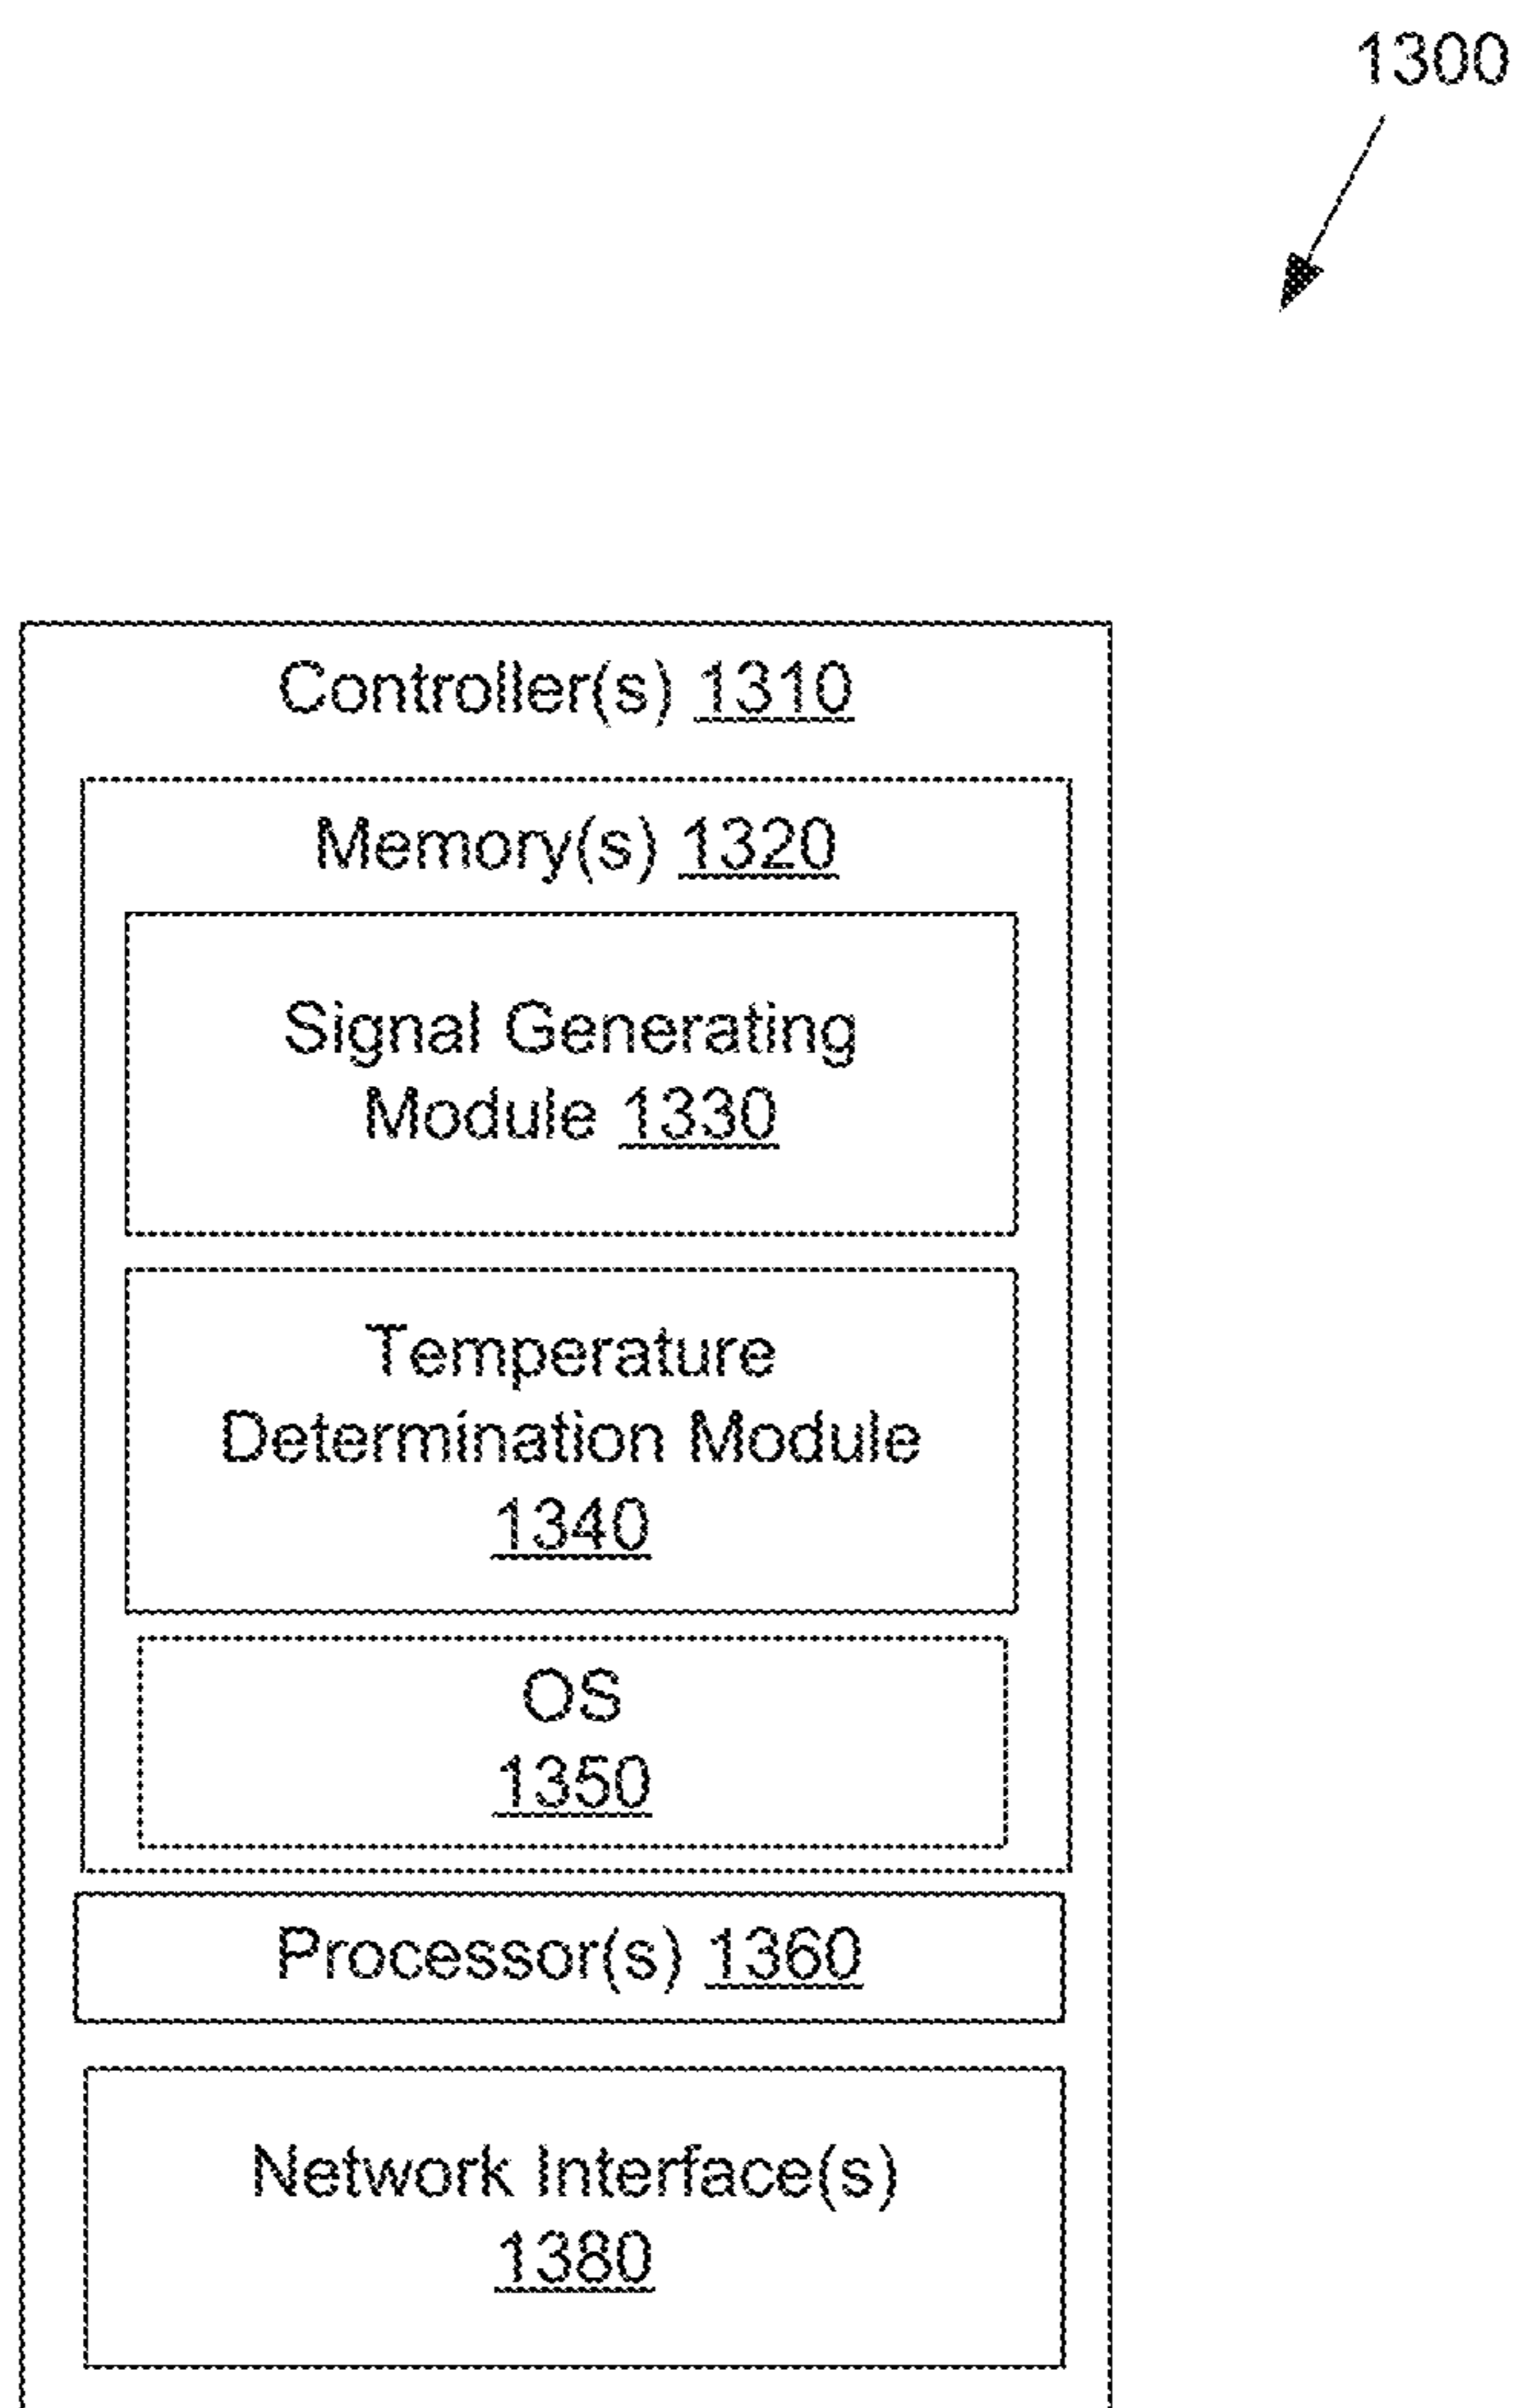 1300
Controller(s) 1310
Memory(s) 1320
Signal Generating
Module 1330
Temperature
Determination Module
1340
OS
1350
Processor(s) 1360
Network Interface(s)
1380